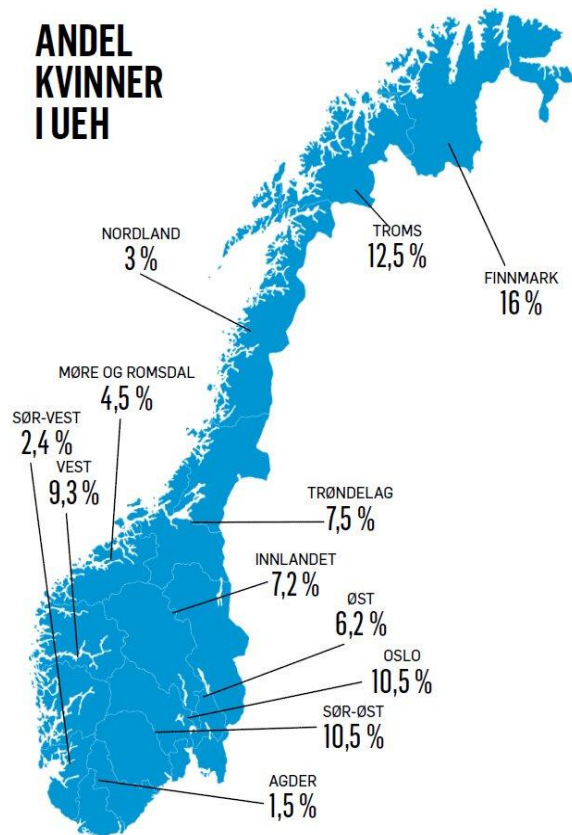 ANDEL
KVINNER
I UEH
NORDLAND
3 %
TROMS
12,5 %
FINNMARK
16 %
MØRE OG ROMSDAL
4,5 %
SØR-VEST
2,4 %
VEST
9,3 %
TRØNDELAG
7,5 %
INNLANDET
7,2 %
ØST
6,2 %
OSLO
10,5 %
SØR-ØST
10,5 %
AGDER
1,5 %